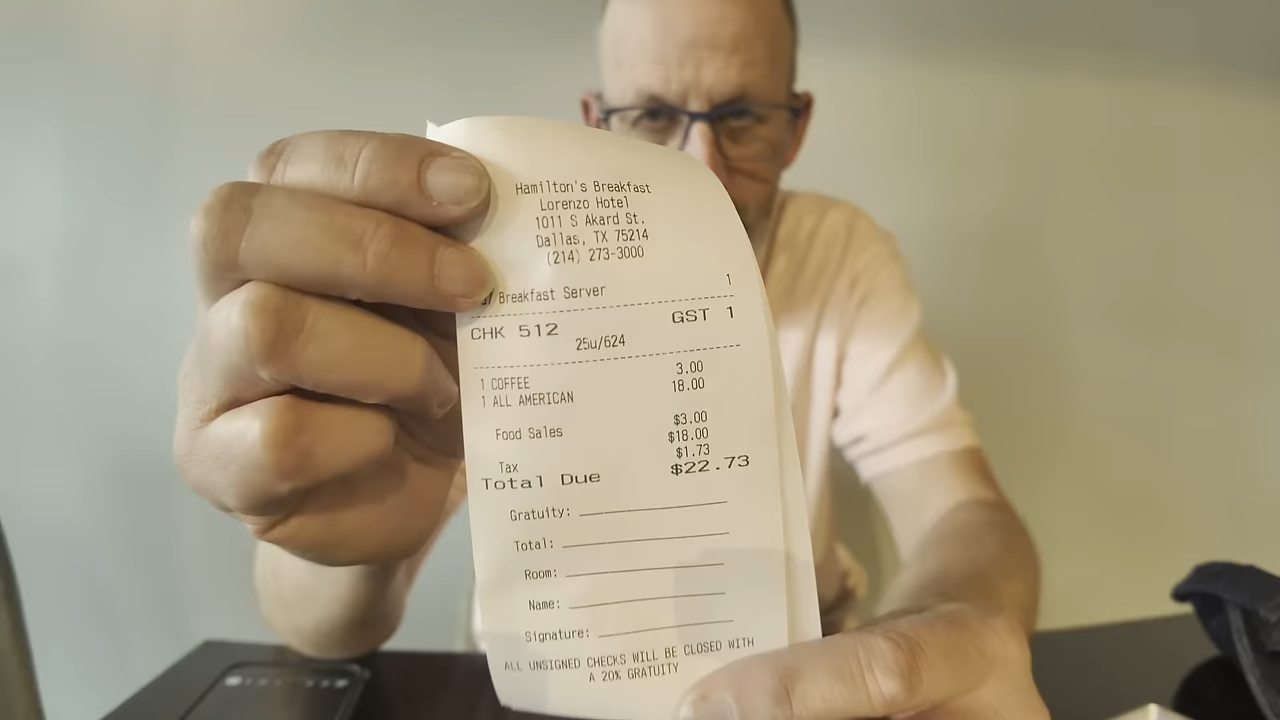 Hamilton's Breakfast
Lorenzo Hotel
1011 S Akard St.
Dallas, TX 75214
(214) 273-3000
Breakfast Server 1
CHK 512 GST 1
1 COFFEE 3.00
1 ALL AMERICAN 18.00
$3.00
Food Sales $18.00
Tax $1.73
Total Due $22.73
Gratuity:
Total:
Room:
Name:
Signature:
ALL UNSIGNED CHECKS WILL BE CLOSED WITH
A 20% GRATUITY